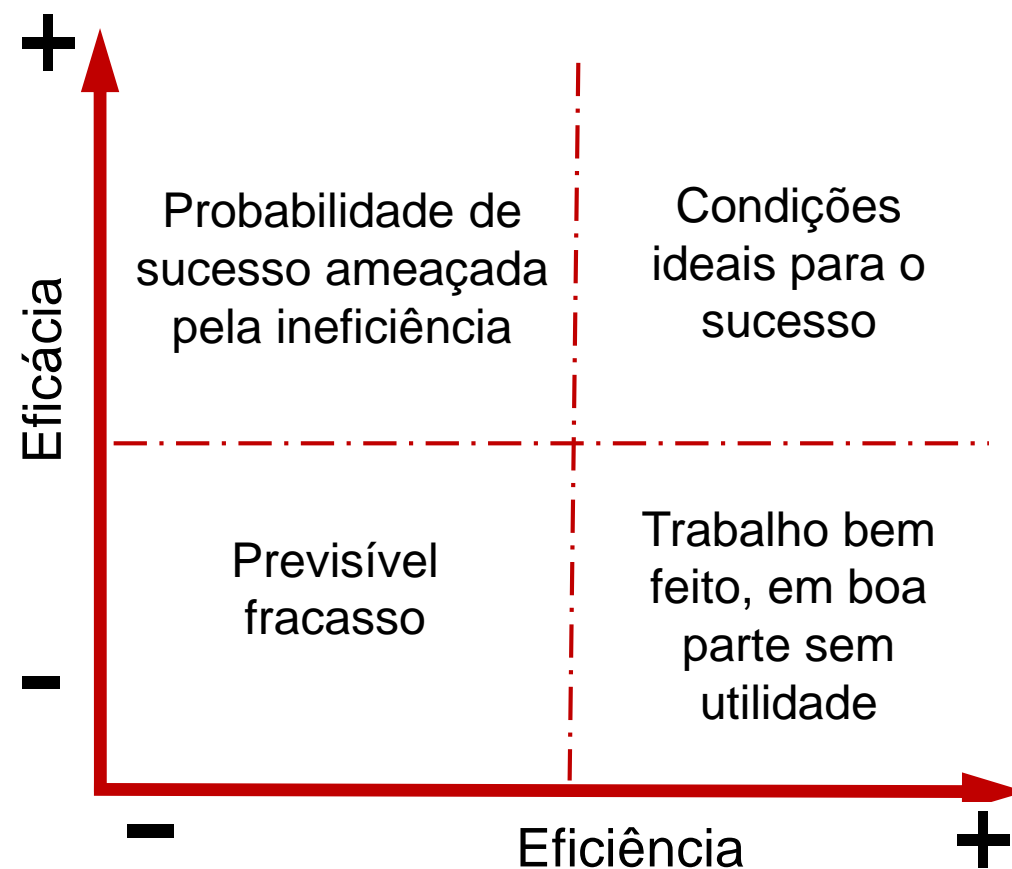 +
Probabilidade de
sucesso ameaçada
pela ineficiência
Condições
ideais para o
sucesso
Eficácia
Previsível
fracasso
Trabalho bem
feito, em boa
parte sem
utilidade
-
-
Eficiência
+